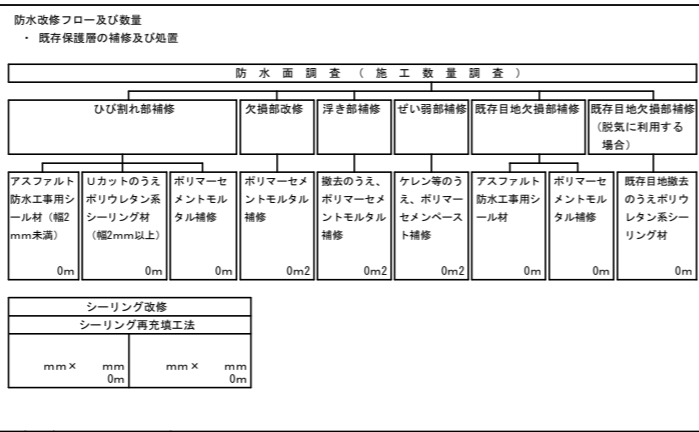 防水改修フロー及び数量
・ 既存保護層の補修及び処置
防 水 面 調 査 （ 施 工 数 量 調 査 ）
ひび割れ部補修
欠損部改修
浮き部補修
ぜい弱部補修
既存目地欠損部補修
既存目地欠損部補修
（脱気に利用する
場合）
アスファルト
防水工事用シ
ール材（幅2
mm未満）
0m
Uカットのうえ
ポリウレタン系
シーリング材
（幅2mm以上）
0m
ポリマーセ
メントモル
タル補修
0m
ポリマーセメ
ントモルタル
補修
0m2
撤去のうえ、
ポリマーセメ
ントモルタル
補修
0m2
ケレン等のう
え、ポリマー
セメンペース
ト補修
0m2
アスファルト
防水工事用シ
ール材
0m
ポリマーセ
メントモル
タル補修
0m
既存目地撤去
のうえポリウ
レタン系シー
リング材
0m
シーリング改修
シーリング再充填工法
mm× mm
0m
mm× mm
0m